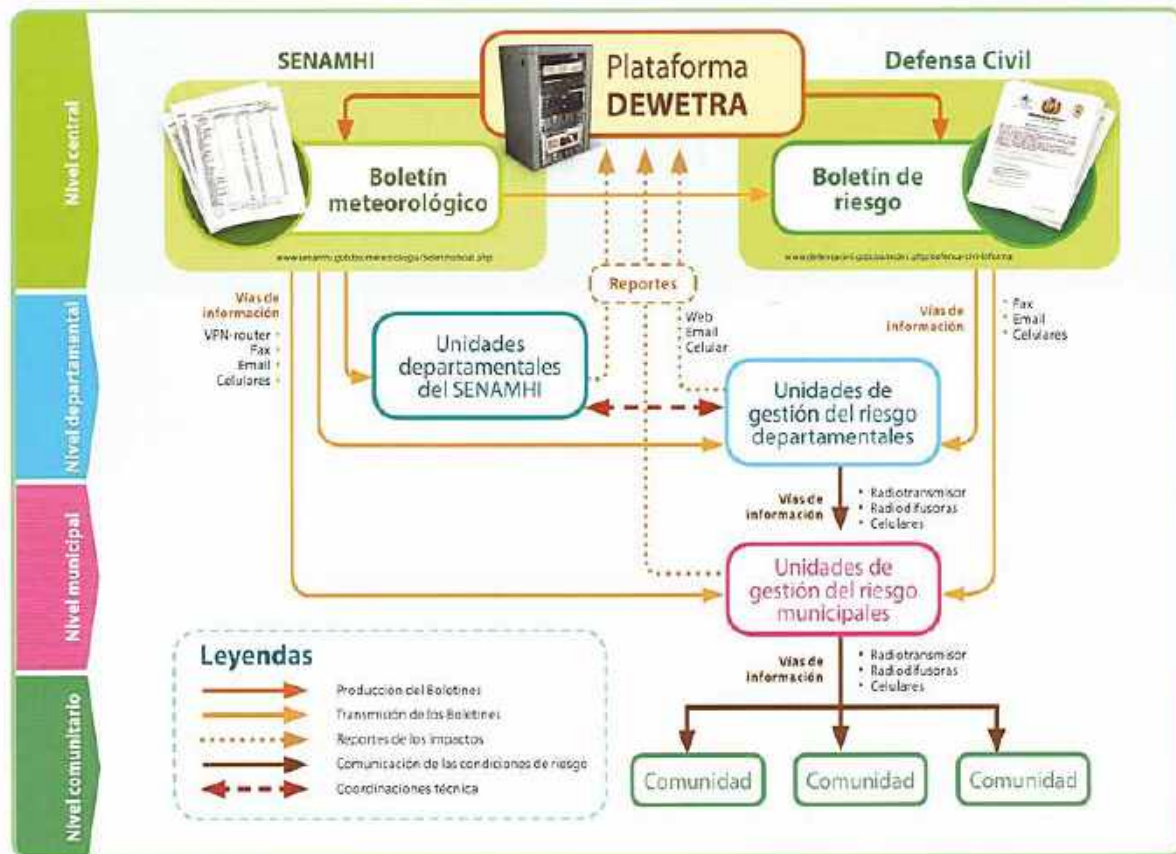 Nivel central
SENAMHI
Plataforma
DEWETRA
Defensa Civil
Boletín
meteorológico
Boletín de
riesgo
Reportes
Nivel departamental
Vías de
información
VPN-router
Fax
Email
Celulares
Unidades
departamentales
del SENAMHI
Web
Email
Celular
Vías de
información
Fax
Email
Celulares
Unidades de
gestión del riesgo
departamentales
Vías de
información
Radiotransmisor
Radiodifusoras
Celulares
Nivel municipal
Unidades de
gestión del riesgo
municipales
Vías de
información
Radiotransmisor
Radiodifusoras
Celulares
Nivel comunitario
Leyendas
Producción del Boletines
Transmisión de los Boletines
Reportes de los impactos
Comunicación de las condiciones de riesgo
Coordinaciones técnica
Comunidad
Comunidad
Comunidad